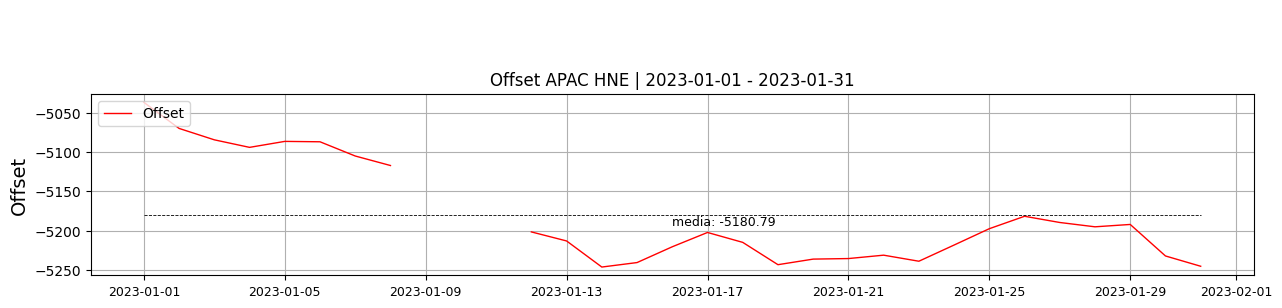 Offset APAC HNE | 2023-01-01 - 2023-01-31
Offset
Offset
−5050
−5100
−5150
−5200
−5250
media: -5180.79
2023-01-01 2023-01-05 2023-01-09 2023-01-13 2023-01-17 2023-01-21 2023-01-25 2023-01-29 2023-02-01